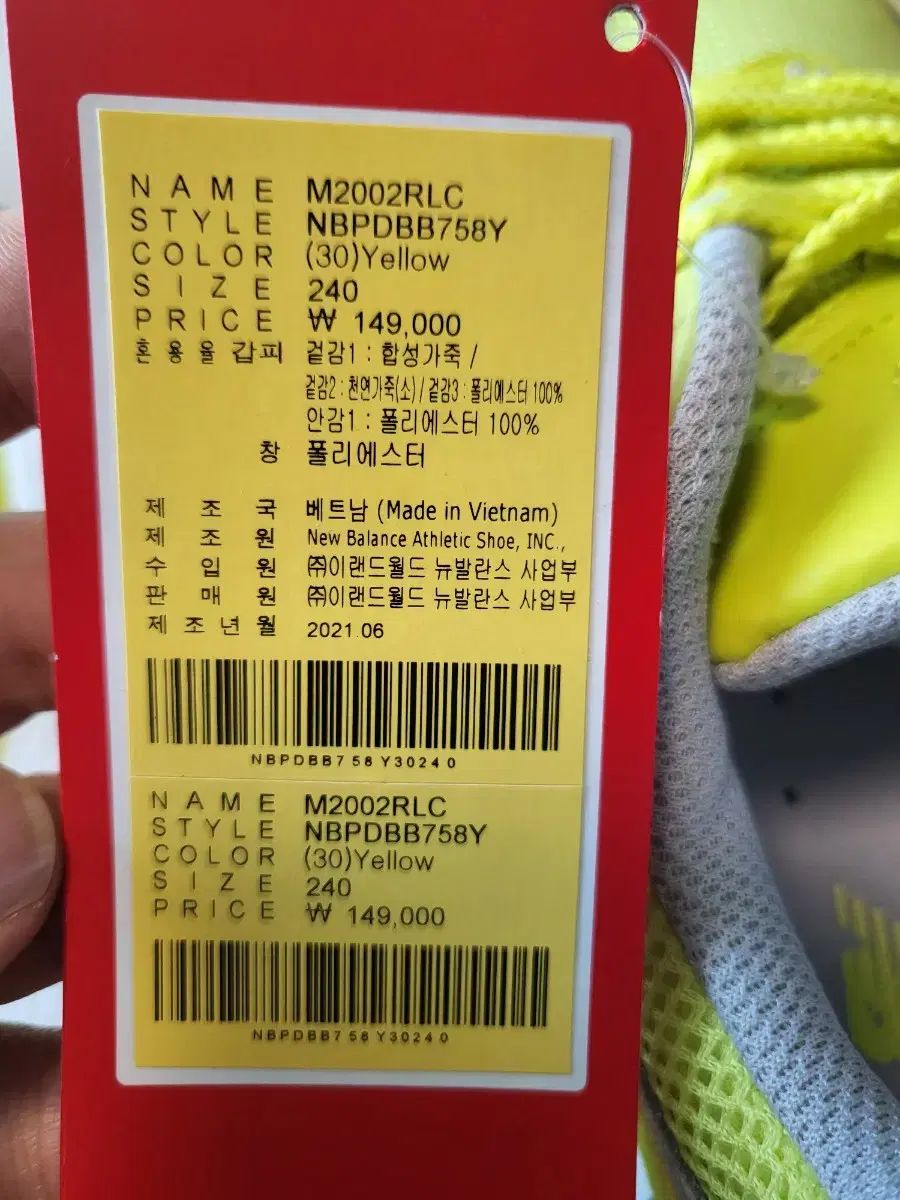 NAME M2002RLC
STYLE NBPDBB758Y
COLOR (30)Yellow
SIZE 240
PRICE ₩ 149,000
혼용율 갑피 겉감1 : 합성가죽 /
겉감2 : 천연가죽(소) / 겉감3 : 폴리에스터 100%
안감1 : 폴리에스터 100%
창 폴리에스터
제조국 베트남 (Made in Vietnam)
제조원 New Balance Athletic Shoe, INC.,
수입원 ㈜이랜드월드 뉴발란스 사업부
판매원 ㈜이랜드월드 뉴발란스 사업부
제조년월 2021.06
NBPDBB758Y30240
NAME M2002RLC
STYLE NBPDBB758Y
COLOR (30)Yellow
SIZE 240
PRICE ₩ 149,000
NBPDBB758Y30240